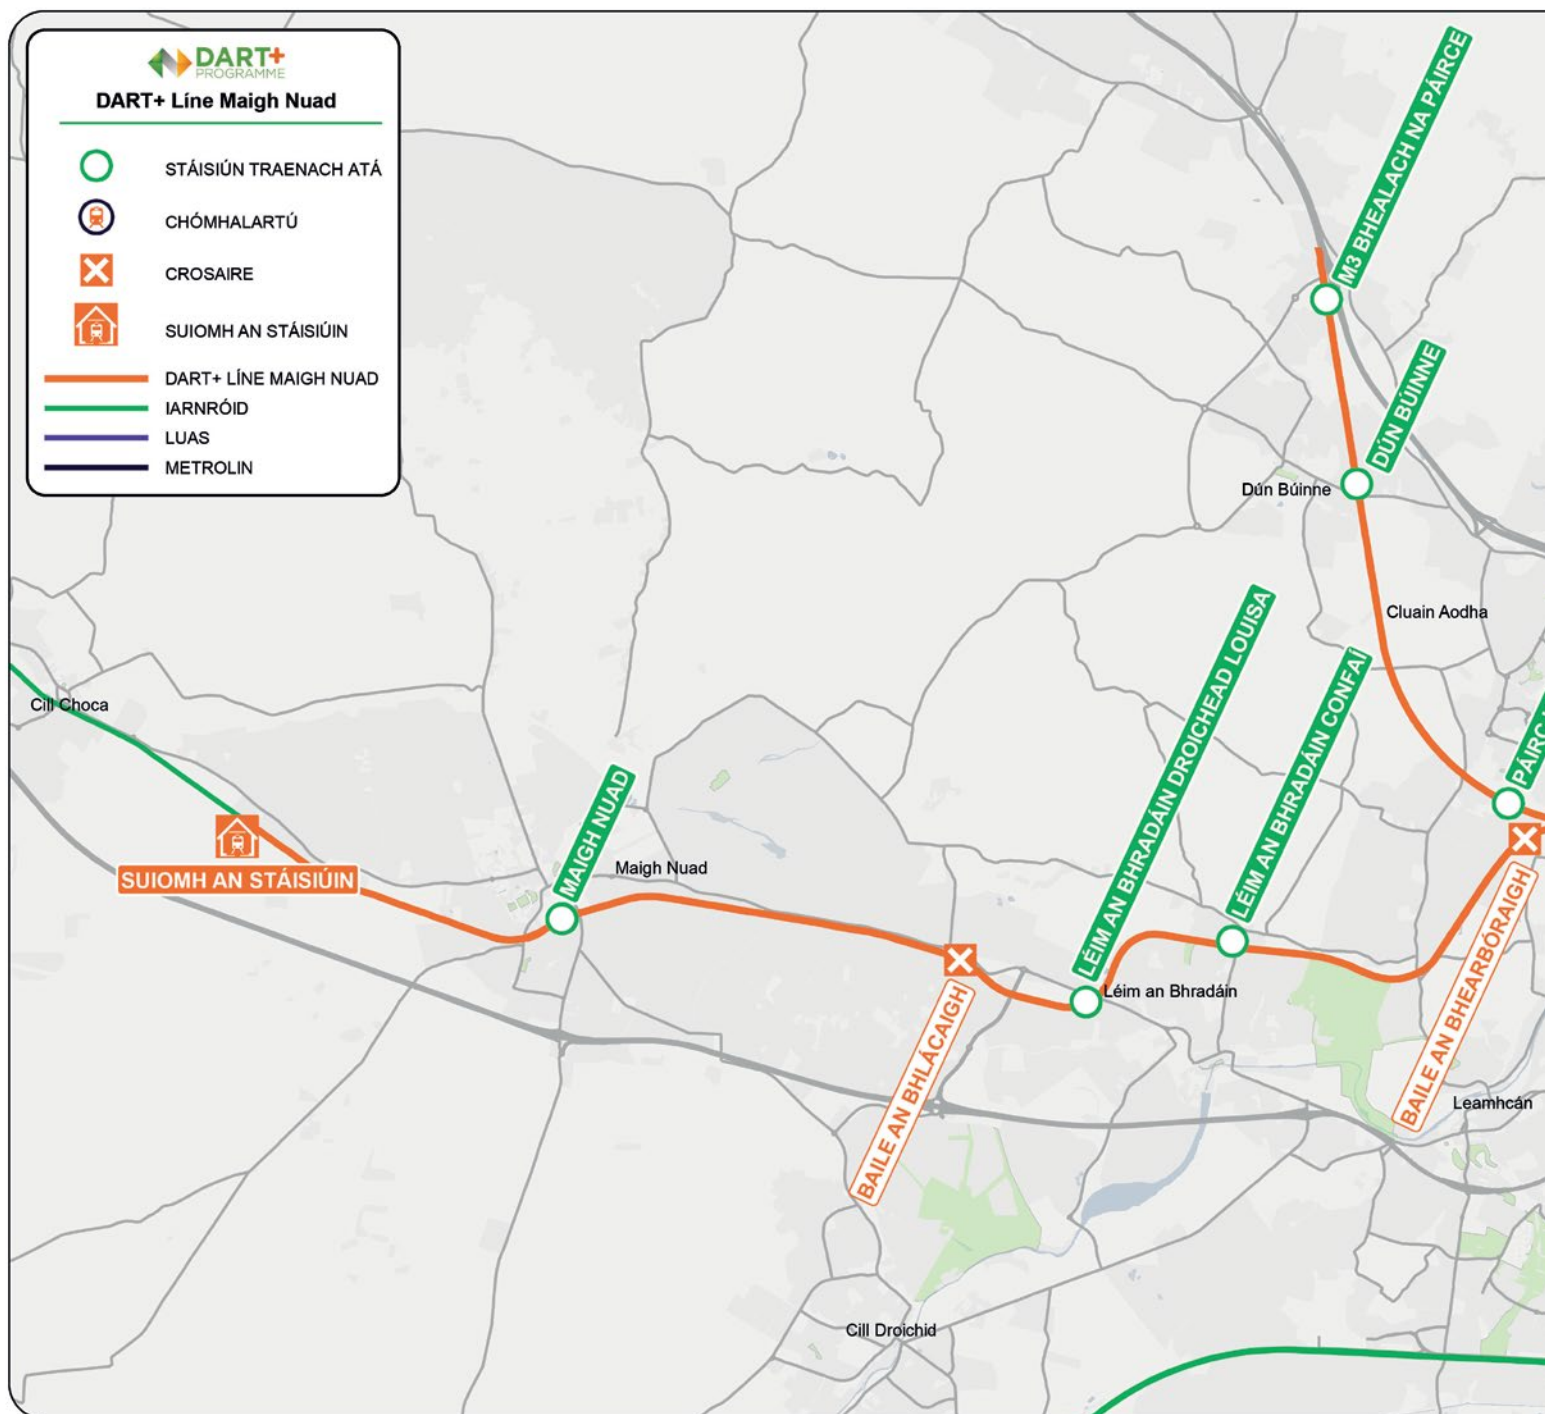 DART+
PROGRAMME
DART+ Líne Maigh Nuad
STÁISIÚN TRAENACH ATÁ
CHÓMHALARTÚ
CROSAIRE
SUIOMH AN STÁISIÚIN
DART+ LÍNE MAIGH NUAD
IARNRÓID
LUAS
METROLIN
M3 BHEALACH NA PÁIRCE
DÚN BÚINNE
Dún Búinne
Cluain Aodha
LÉIM AN BHRADÁIN DROICHEAD LOUISA
LÉIM AN BHRADÁIN CONFAÍ
PÁIRC
Cill Choca
SUIOMH AN STÁISIÚIN
MAIGH NUAD
Maigh Nuad
BAILE AN BHLÁCAIGH
Léim an Bhradáin
BAILE AN BHEARBÓRAIGH
Leamhcán
Cill Droichid